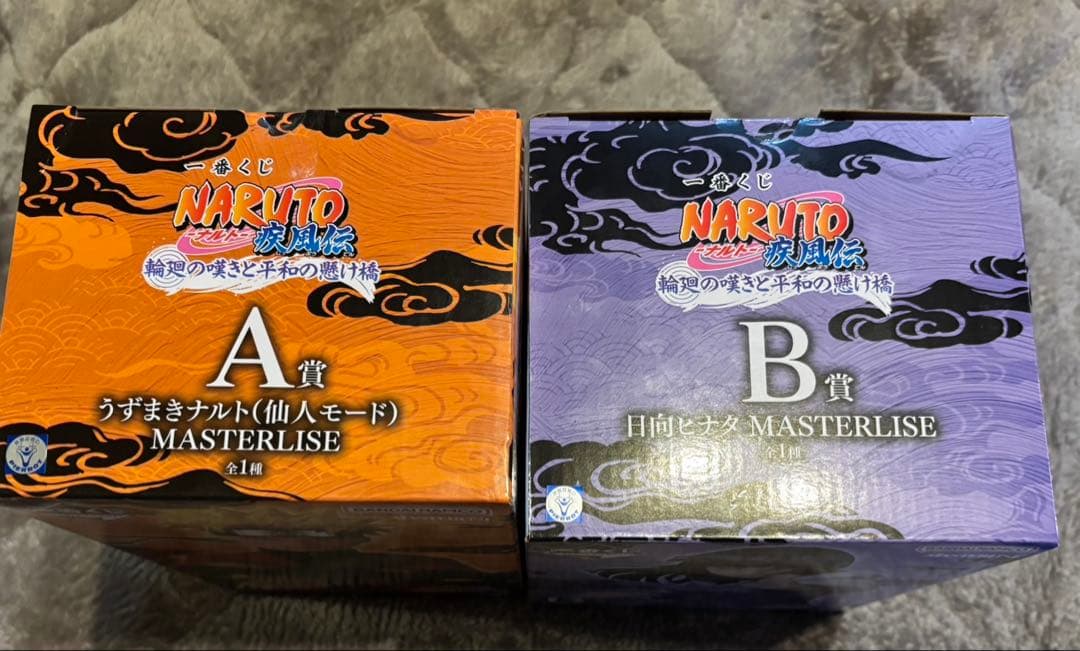 一番くじ
NARUTO
-ナルト-
疾風伝
輪廻の嘆きと平和の懸け橋
A賞
うずまきナルト(仙人モード)
MASTERLISE
全1種
PIERROT
一番くじ
NARUTO
-ナルト-
疾風伝
輪廻の嘆きと平和の懸け橋
B賞
日向ヒナタ MASTERLISE
全1種
PIERROT